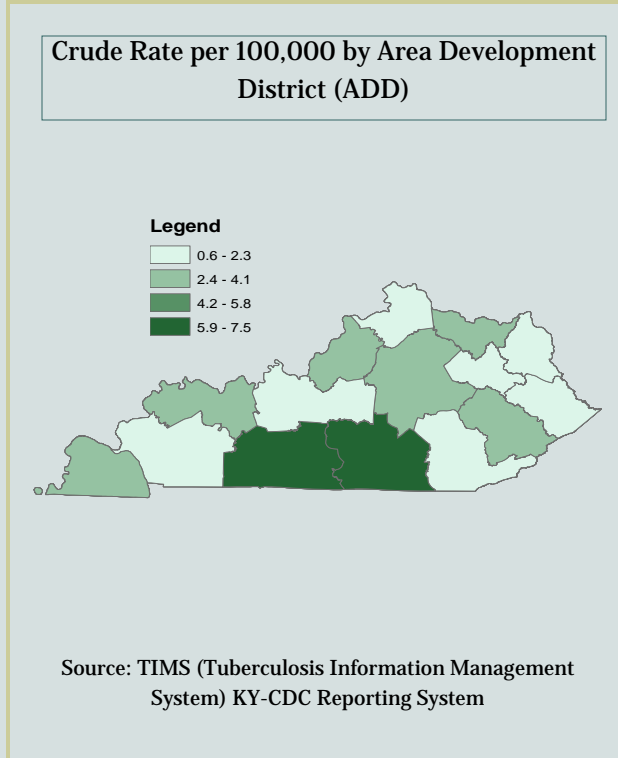 Crude Rate per 100,000 by Area Development
District (ADD)
Legend
0.6 - 2.3
2.4 - 4.1
4.2 - 5.8
5.9 - 7.5
Source: TIMS (Tuberculosis Information Management
System) KY-CDC Reporting System